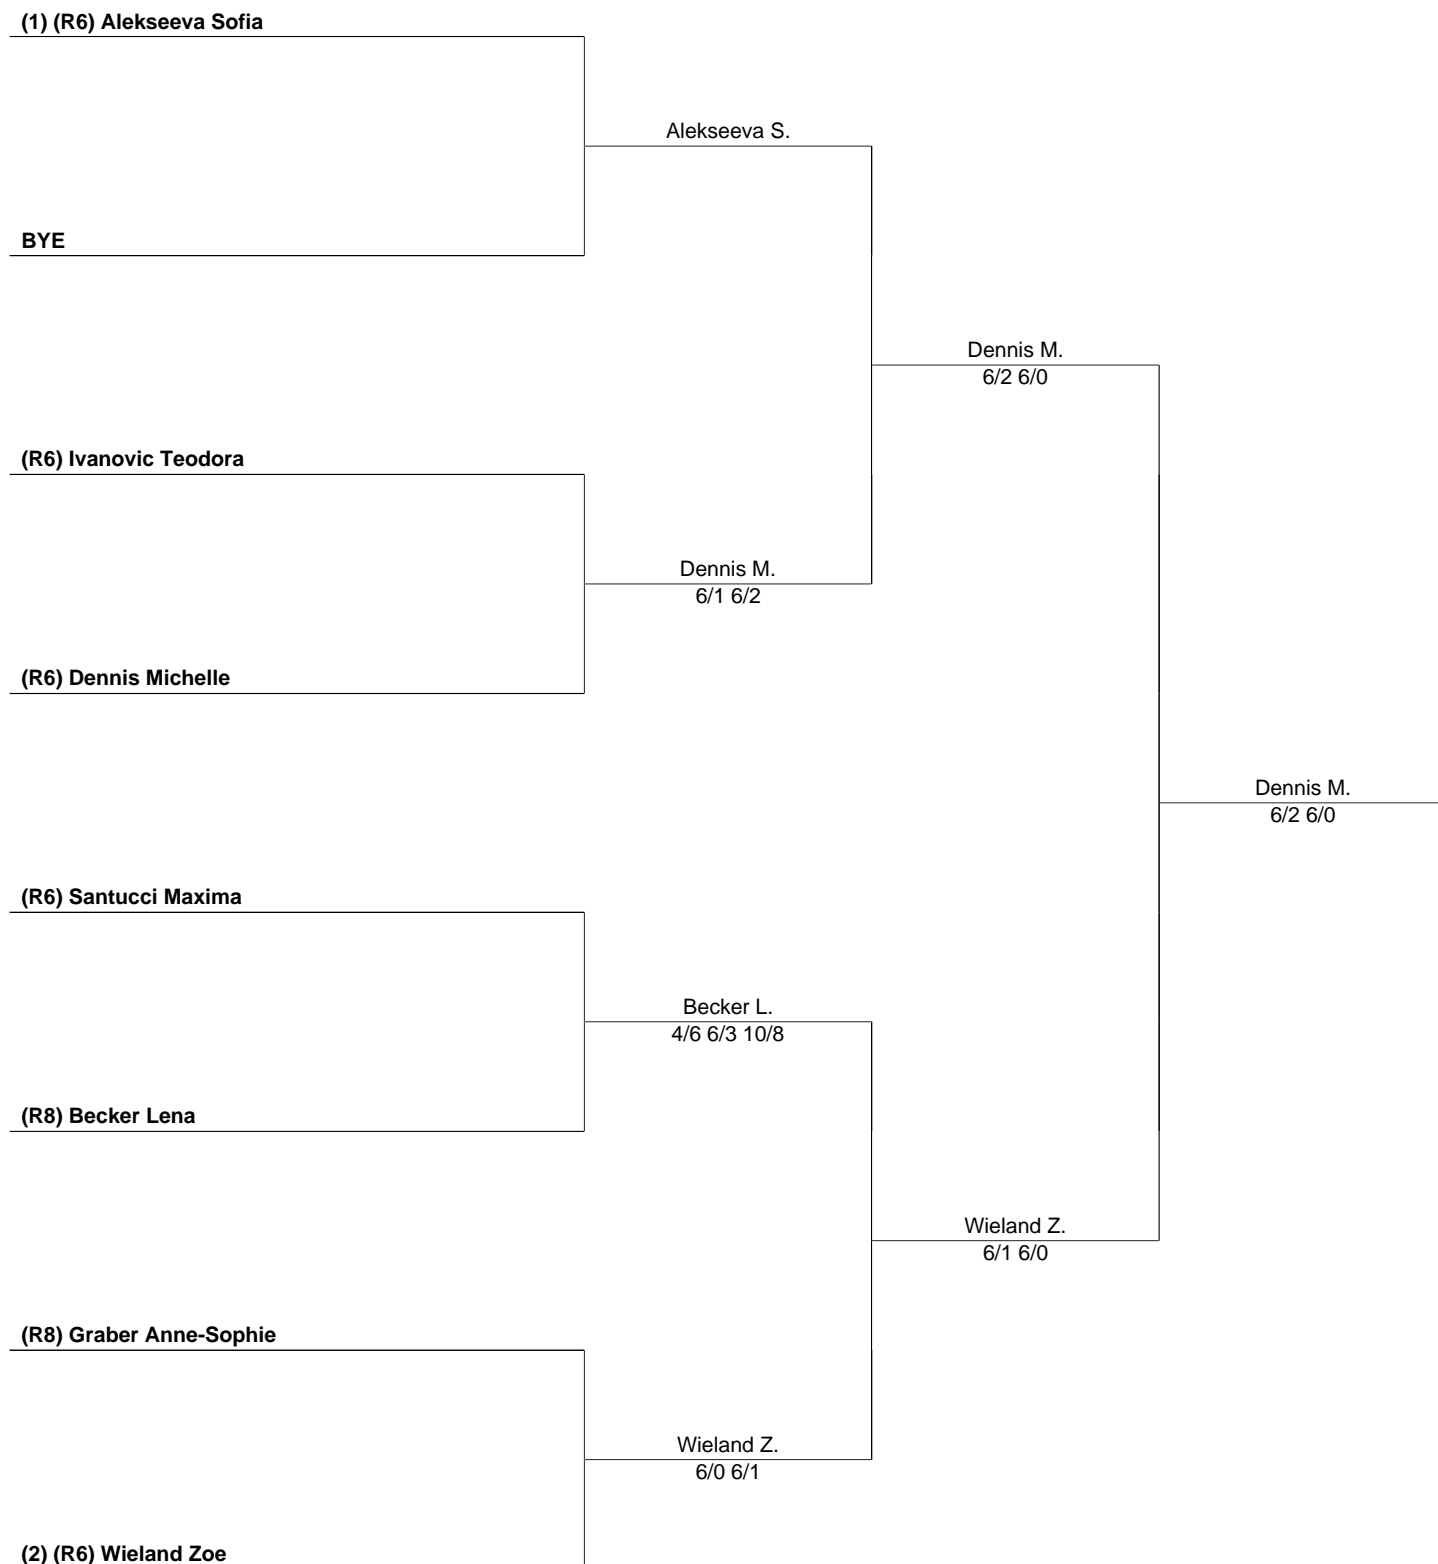 (1) (R6) Alekseeva Sofia
Alekseeva S.
BYE
Dennis M.
6/2 6/0
(R6) Ivanovic Teodora
Dennis M.
6/1 6/2
(R6) Dennis Michelle
Dennis M.
6/2 6/0
(R6) Santucci Maxima
Becker L.
4/6 6/3 10/8
(R8) Becker Lena
Wieland Z.
6/1 6/0
(R8) Graber Anne-Sophie
Wieland Z.
6/0 6/1
(2) (R6) Wieland Zoe